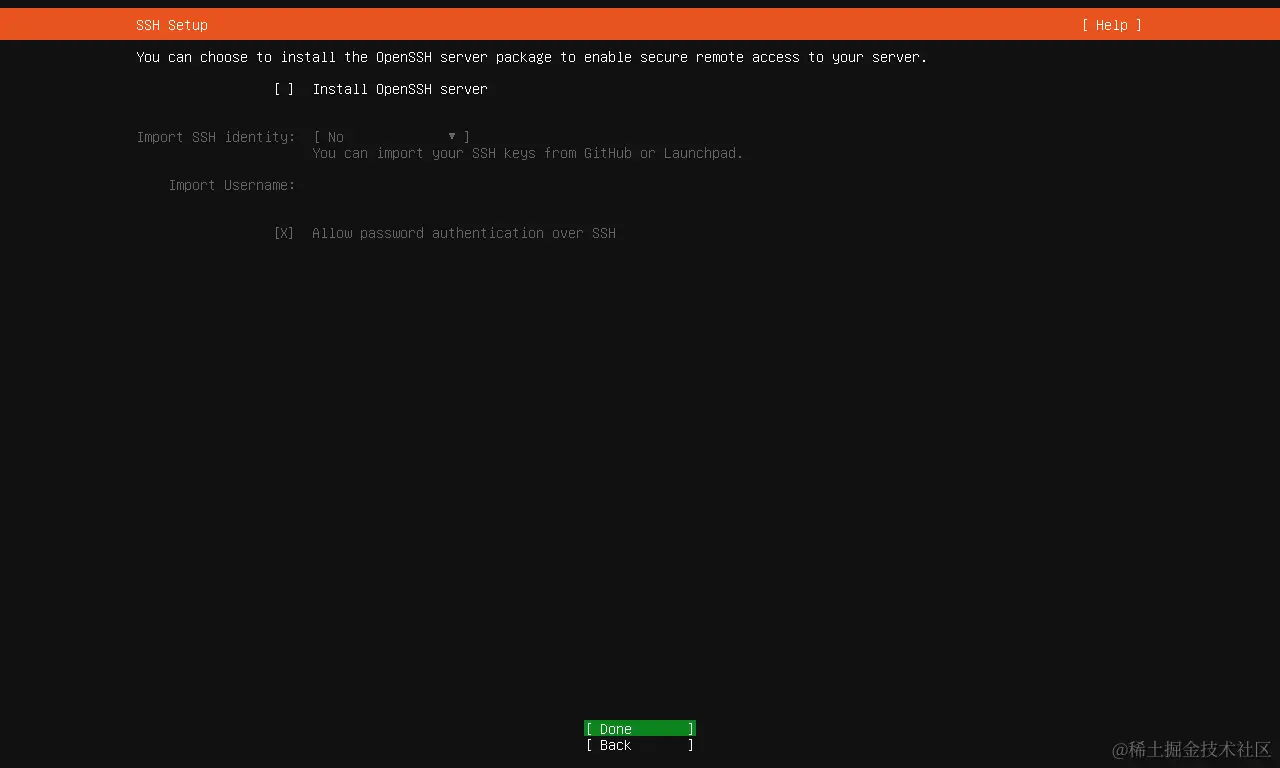 SSH Setup [ Help ]
You can choose to install the OpenSSH server package to enable secure remote access to your server.
[ ] Install OpenSSH server
Import SSH identity: [ No ▾ ]
You can import your SSH keys from GitHub or Launchpad.
Import Username:
[X] Allow password authentication over SSH
[ Done ]
[ Back ]
@稀土掘金技术社区